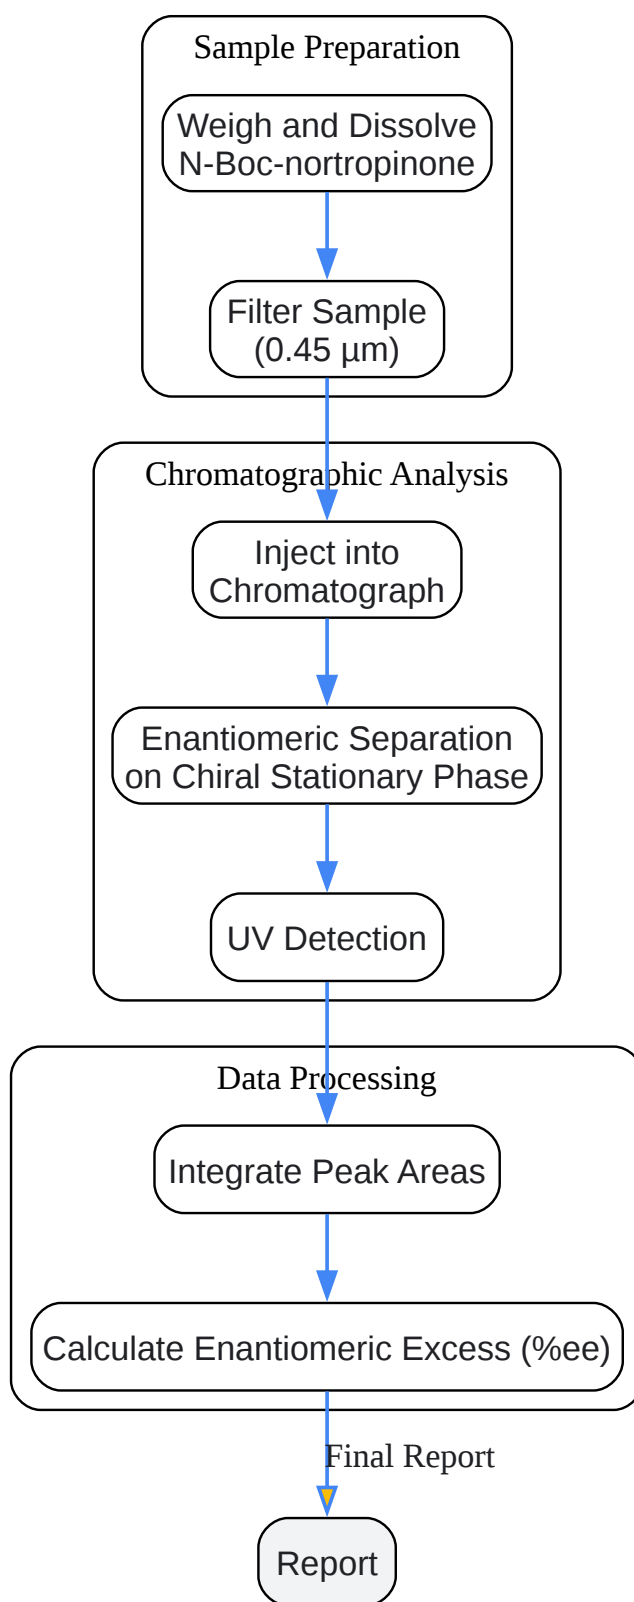 Sample Preparation
Weigh and Dissolve
N-Boc-nortropinone
Filter Sample
(0.45 µm)
Chromatographic Analysis
Inject into
Chromatograph
Enantiomeric Separation
on Chiral Stationary Phase
UV Detection
Data Processing
Integrate Peak Areas
Calculate Enantiomeric Excess (%ee)
Final Report
Report